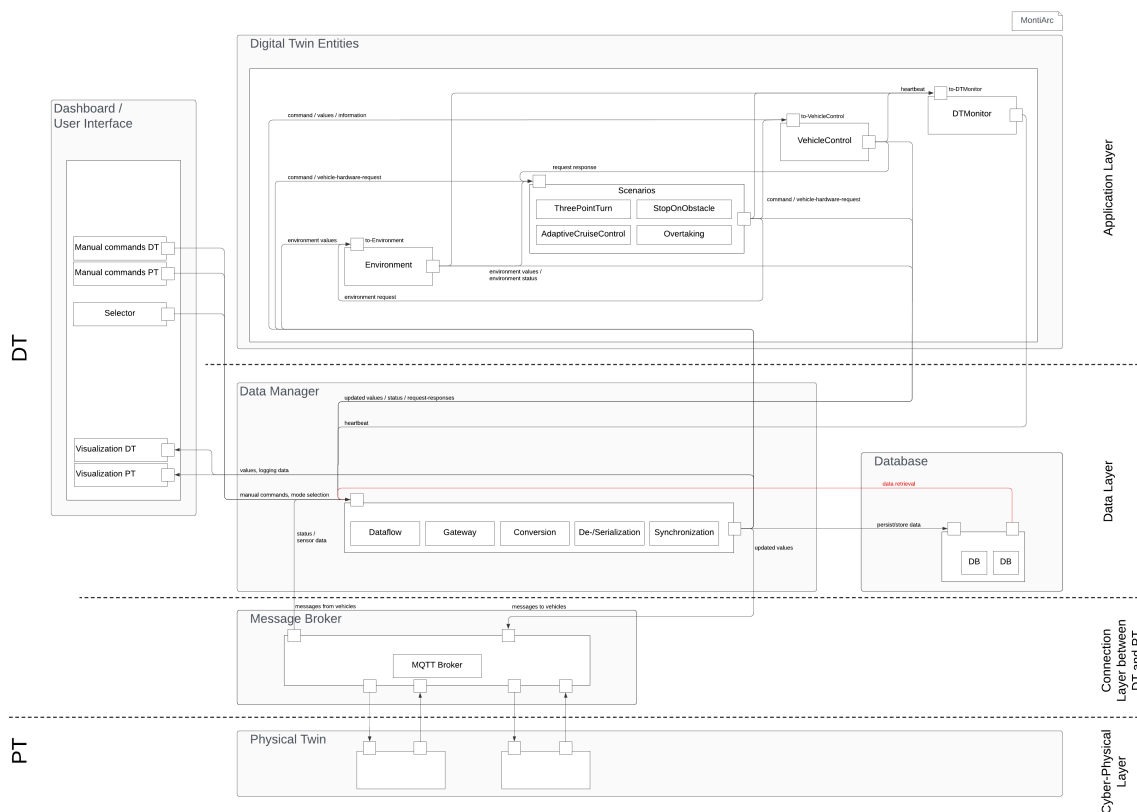 MontiArc
Digital Twin Entities
Dashboard /
User Interface
heartbeat
to-DTMonitor
DTMonitor
command / values / information
to-VehicleControl
VehicleControl
request response
command / vehicle-hardware-request
Scenarios
ThreePointTurn
StopOnObstacle
AdaptiveCruiseControl
Overtaking
command / vehicle-hardware-request
environment values
to-Environment
Environment
environment values /
environment status
environment request
Application Layer
Manual commands DT
Manual commands PT
Selector
Visualization DT
Visualization PT
DT
Data Manager
updated values / status / request-responses
heartbeat
values, logging data
manual commands, mode selection
status /
sensor data
Dataflow
Gateway
Conversion
De-/Serialization
Synchronization
updated values
Database
data retrieval
persist/store data
DB
DB
Data Layer
messages from vehicles
messages to vehicles
Message Broker
MQTT Broker
Connection
Layer between
DT and PT
PT
Physical Twin
Cyber-Physical
Layer